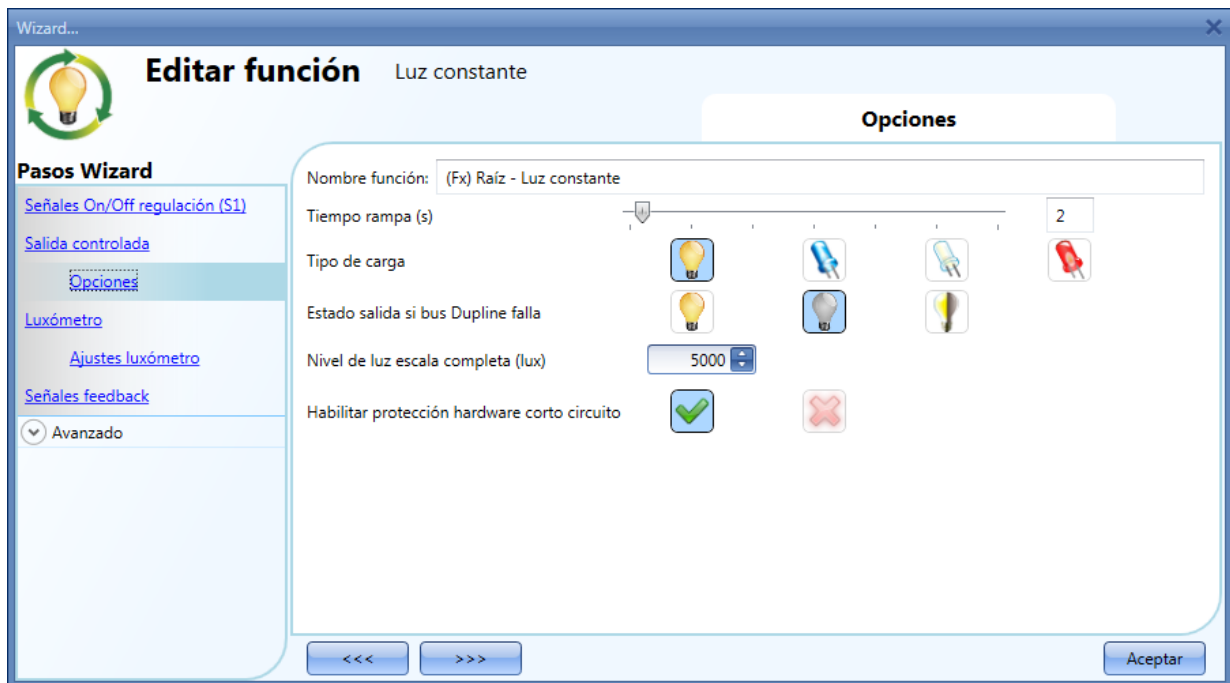 Wizard...
Editar función Luz constante
Opciones
Pasos Wizard
Señales On/Off regulación (S1)
Salida controlada
Opciones
Luxómetro
Ajustes luxómetro
Señales feedback
Avanzado
Nombre función: (Fx) Raíz - Luz constante
Tiempo rampa (s) 2
Tipo de carga
Estado salida si bus Dupline falla
Nivel de luz escala completa (lux) 5000
Habilitar protección hardware corto circuito
<<< >>> Aceptar